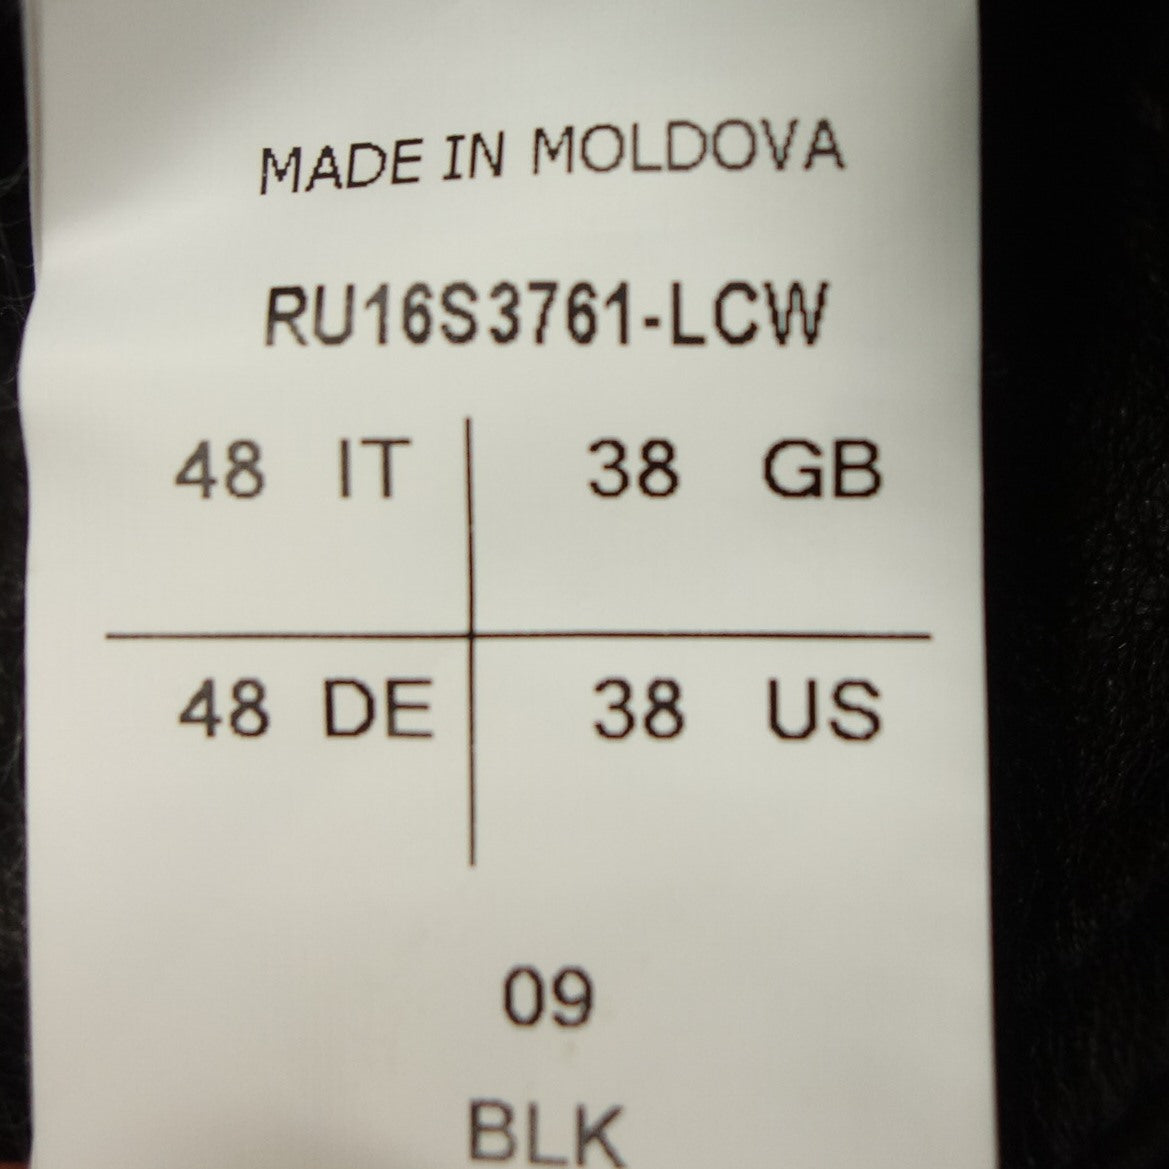 MADE IN MOLDOVA
RU16S3761-LCW
48 IT 38 GB
48 DE 38 US
09
BLK